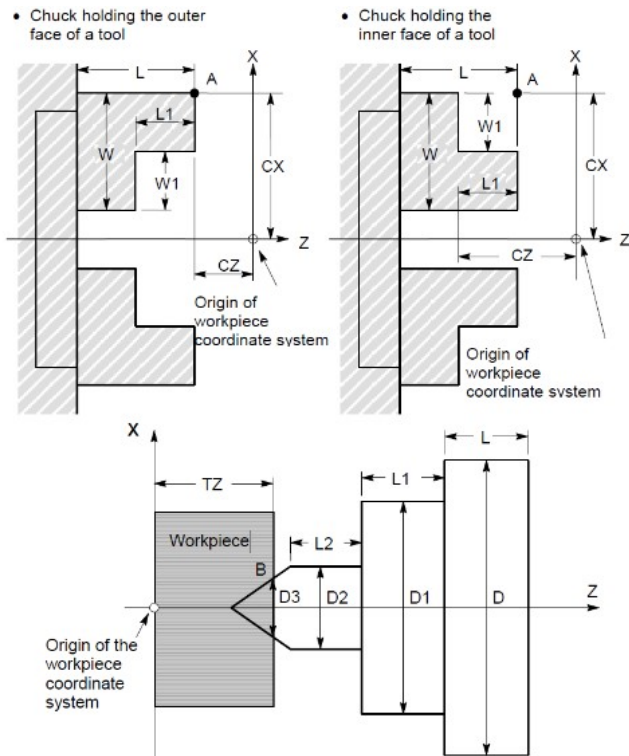 • Chuck holding the outer
face of a tool
X
L
A
L1
W
W1
CX
Z
CZ
Origin of
workpiece
coordinate system
• Chuck holding the
inner face of a tool
X
L
A
W1
W
CX
L1
Z
CZ
Origin of
workpiece
coordinate system
X
L
TZ
L1
Workpiece
L2
B
Z
D3
D2
D1
D
Origin of the
workpiece
coordinate
system